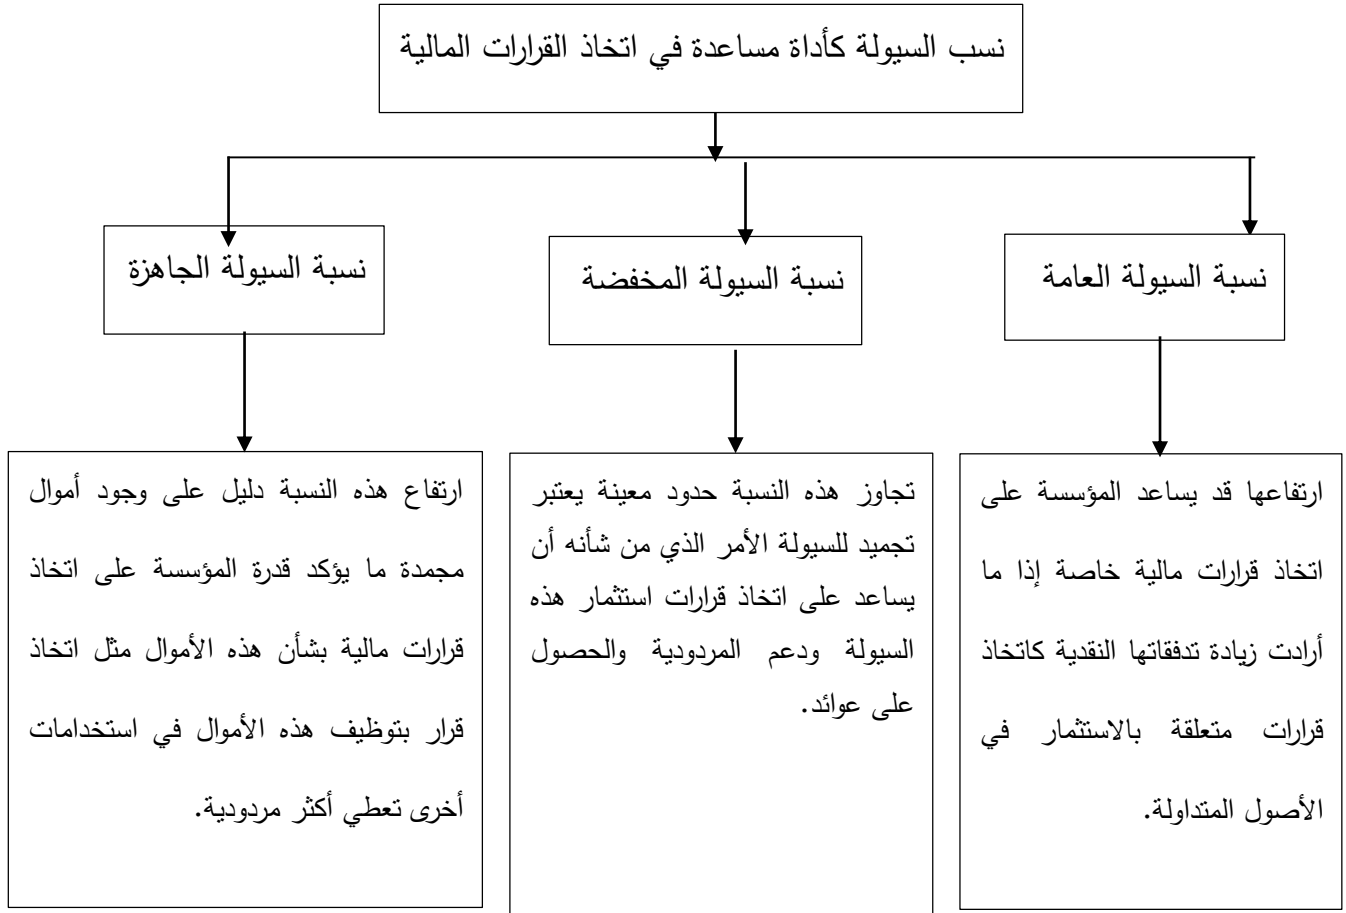 نسب السيولة كأداة مساعدة في اتخاذ القرارات المالية
نسبة السيولة العامة
نسبة السيولة المخفضة
نسبة السيولة الجاهزة
ارتفاعها قد يساعد المؤسسة على
اتخاذ قرارات مالية خاصة إذا ما
أرادت زيادة تدفقاتها النقدية كاتخاذ
قرارات متعلقة بالاستثمار في
الأصول المتداولة.
تجاوز هذه النسبة حدود معينة يعتبر
تجميد للسيولة الأمر الذي من شأنه أن
يساعد على اتخاذ قرارات استثمار هذه
السيولة ودعم المردودية والحصول
على عوائد.
ارتفاع هذه النسبة دليل على وجود أموال
مجمدة ما يؤكد قدرة المؤسسة على اتخاذ
قرارات مالية بشأن هذه الأموال مثل اتخاذ
قرار بتوظيف هذه الأموال في استخدامات
أخرى تعطي أكثر مردودية.